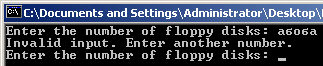 C:\Documents and Settings\Administrator\Desktop\
Enter the number of floppy disks: a6o6a
Invalid input. Enter another number.
Enter the number of floppy disks: _